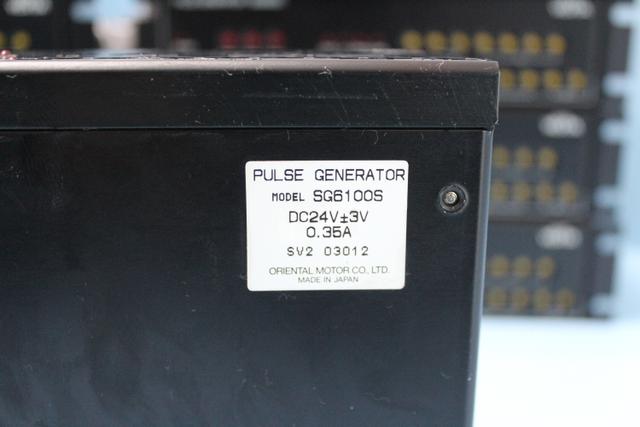 PULSE GENERATOR
MODEL SG6100S
DC24V±3V
0.35A
SV2 03012
ORIENTAL MOTOR CO., LTD.
MADE IN JAPAN